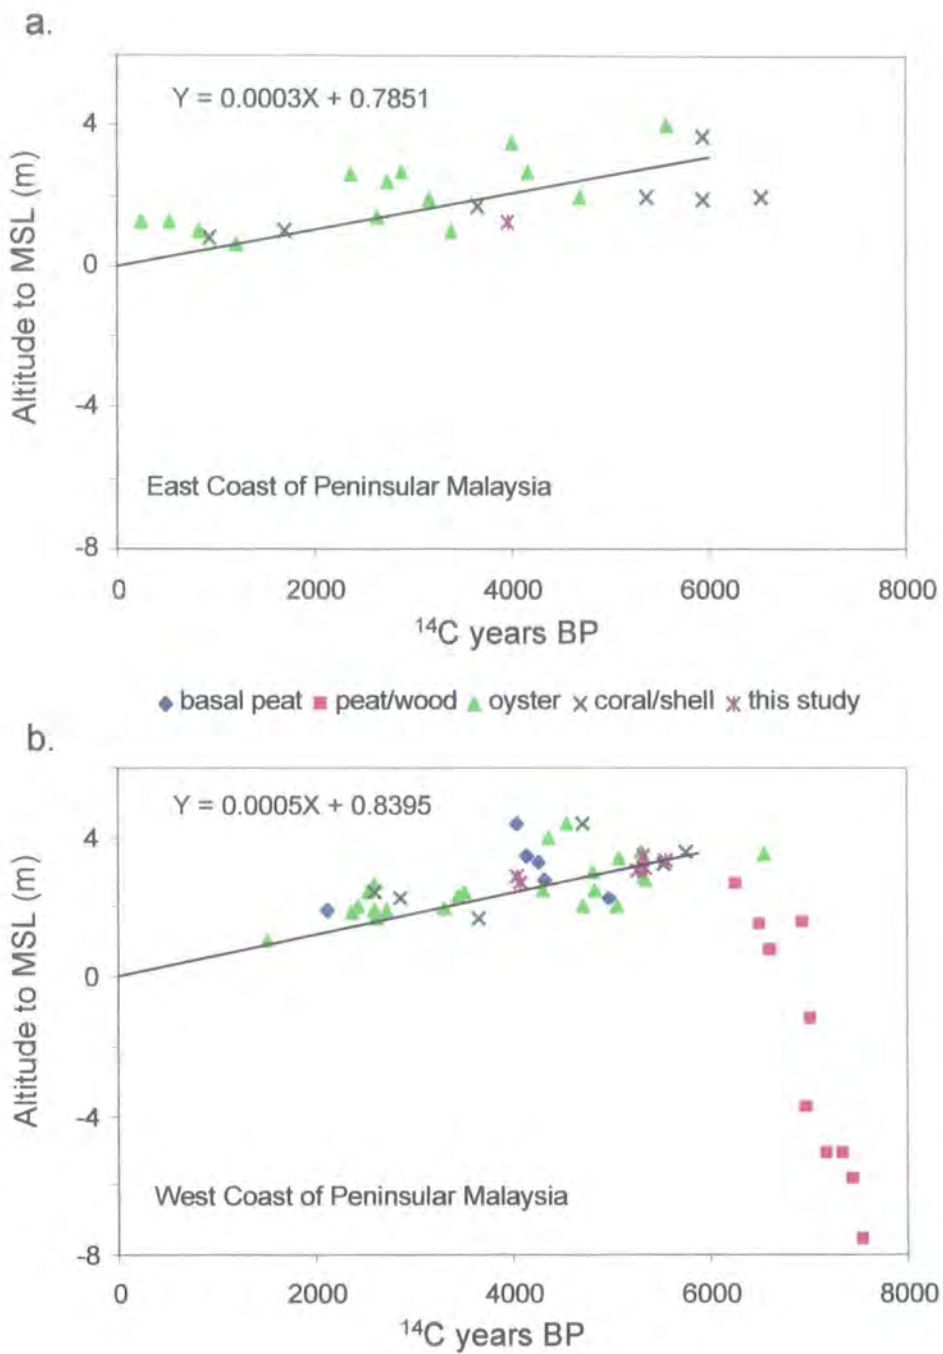 a.
Y = 0.0003X + 0.7851
Altitude to MSL (m)
4
0
-4
-8
East Coast of Peninsular Malaysia
0 2000 4000 6000 8000
¹⁴C years BP
basal peat peat/wood oyster coral/shell this study
b.
Y = 0.0005X + 0.8395
Altitude to MSL (m)
4
0
-4
-8
West Coast of Peninsular Malaysia
0 2000 4000 6000 8000
¹⁴C years BP